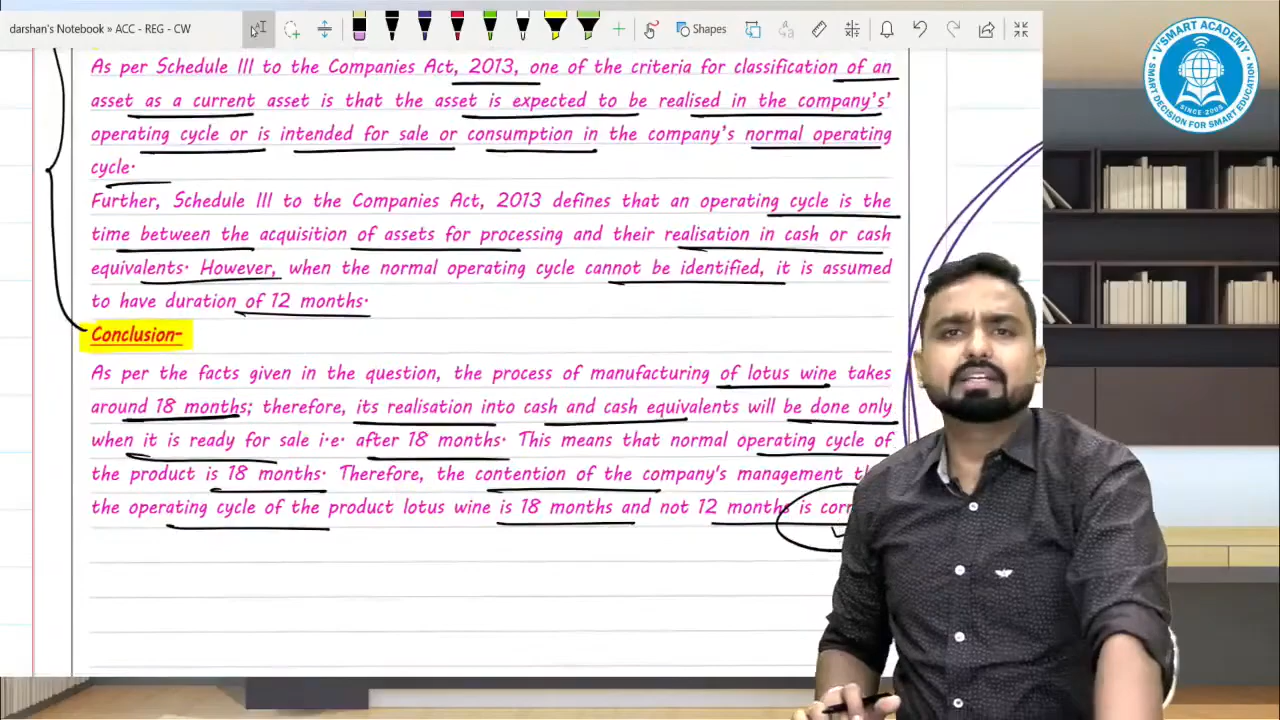 darshan's Notebook » ACC - REG - CW
Shapes
V'SMART ACADEMY
SINCE-2005
SMART DECISION FOR SMART EDUCATION
As per Schedule III to the Companies Act, 2013, one of the criteria for classification of an
asset as a current asset is that the asset is expected to be realised in the company's'
operating cycle or is intended for sale or consumption in the company's normal operating
cycle.
Further, Schedule III to the Companies Act, 2013 defines that an operating cycle is the
time between the acquisition of assets for processing and their realisation in cash or cash
equivalents. However, when the normal operating cycle cannot be identified, it is assumed
to have duration of 12 months.
Conclusion-
As per the facts given in the question, the process of manufacturing of lotus wine takes
around 18 months; therefore, its realisation into cash and cash equivalents will be done only
when it is ready for sale i.e. after 18 months. This means that normal operating cycle of
the product is 18 months. Therefore, the contention of the company's management
the operating cycle of the product lotus wine is 18 months and not 12 months is